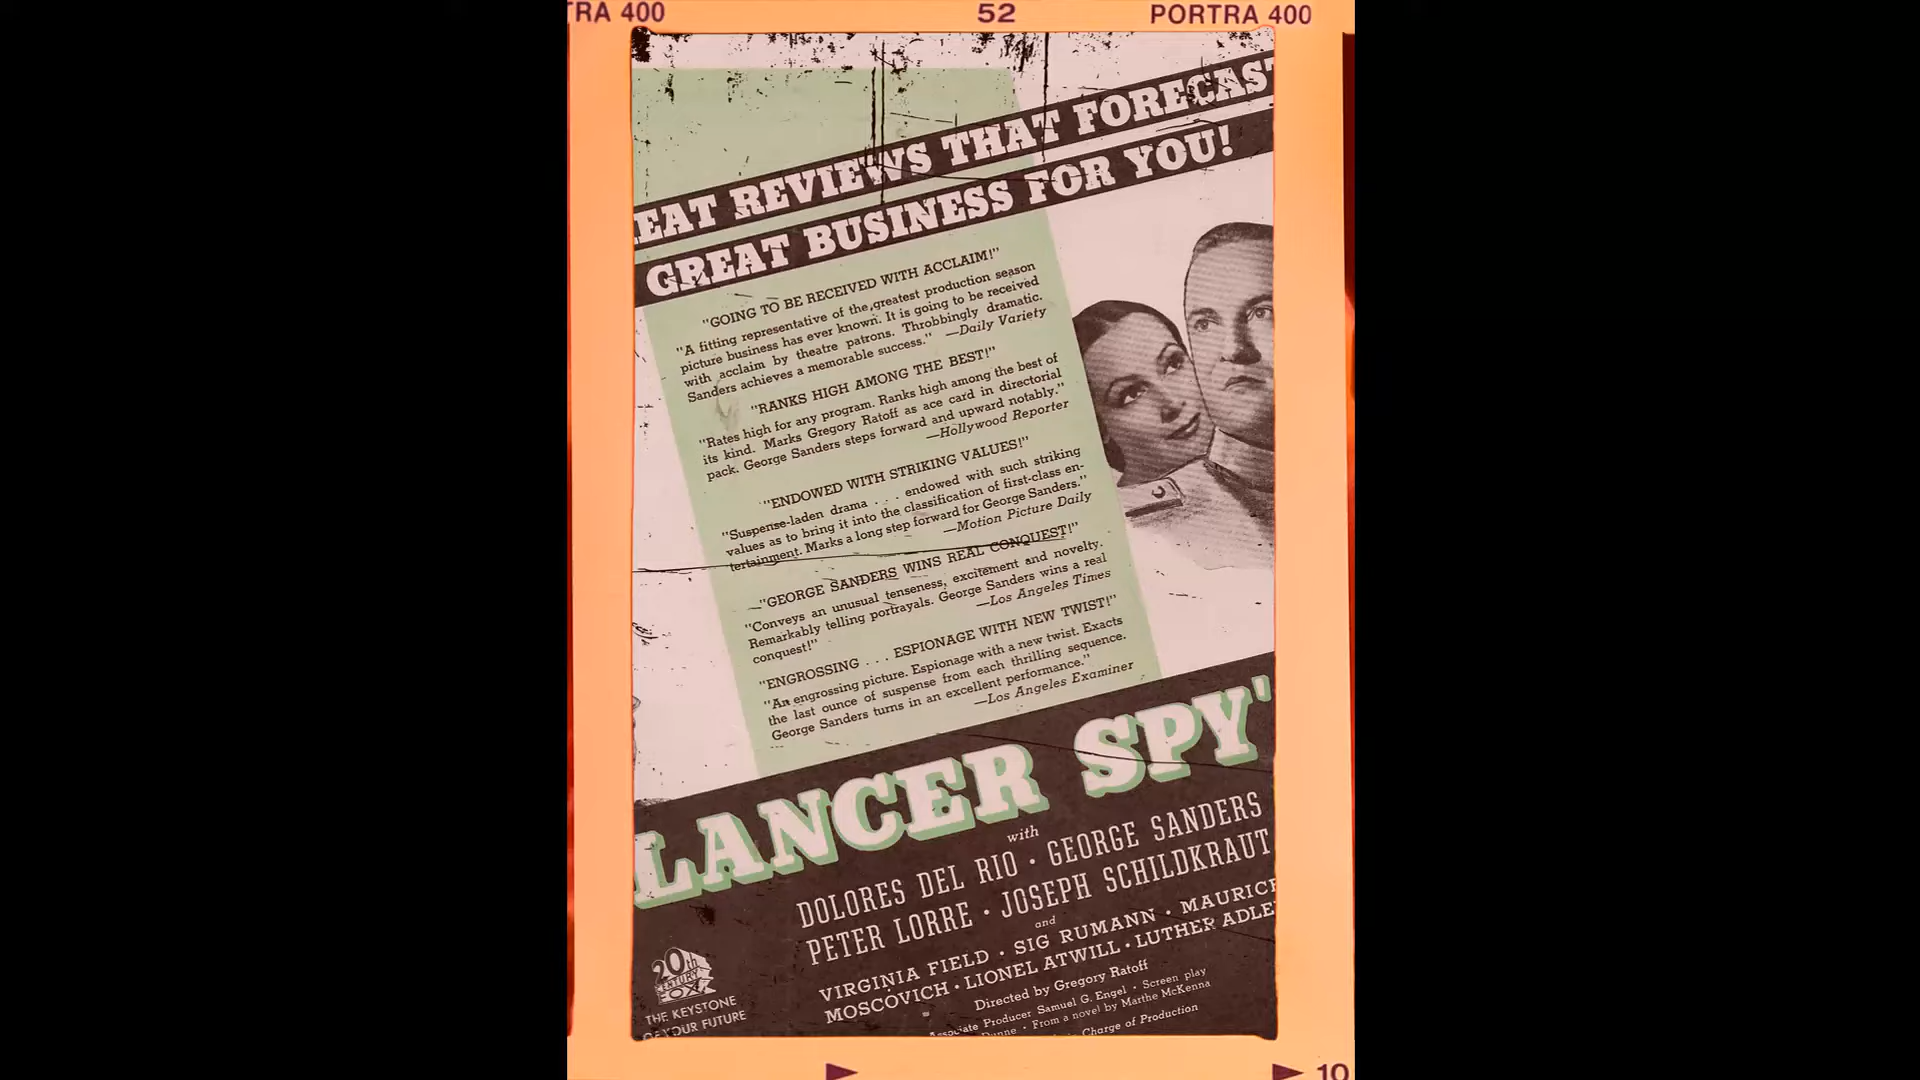 TRA 400
52
PORTRA 400
EAT REVIEWS THAT FORECAST
GREAT BUSINESS FOR YOU!
"GOING TO BE RECEIVED WITH ACCLAIM!"
"A fitting representative of the greatest production season
picture business has ever known. It is going to be received
with acclaim by theatre patrons. Throbbingly dramatic.
Sanders achieves a memorable success." —Daily Variety
"RANKS HIGH AMONG THE BEST!"
"Rates high for any program. Ranks high among the best of
its kind. Marks Gregory Ratoff as ace card in directorial
pack. George Sanders steps forward and upward notably."
—Hollywood Reporter
"ENDOWED WITH STRIKING VALUES!"
"Suspense-laden drama . . . endowed with such striking
values as to bring it into the classification of first-class en-
tertainment. Marks a long step forward for George Sanders."
—Motion Picture Daily
"GEORGE SANDERS WINS REAL CONQUEST!"
"Conveys an unusual tenseness, excitement and novelty.
Remarkably telling portrayals. George Sanders wins a real
conquest!" —Los Angeles Times
"ENGROSSING . . . ESPIONAGE WITH NEW TWIST!"
"An engrossing picture. Espionage with a new twist. Exacts
the last ounce of suspense from each thrilling sequence.
George Sanders turns in an excellent performance."
—Los Angeles Examiner
LANCER SPY'
with
DOLORES DEL RIO • GEORGE SANDERS
PETER LORRE • JOSEPH SCHILDKRAUT
and
VIRGINIA FIELD • SIG RUMANN • MAURICE
MOSCOVICH • LIONEL ATWILL • LUTHER ADLE
Directed by Gregory Ratoff
Associate Producer Samuel G. Engel • Screen play
Dunne • From a novel by Marthe McKenna
Charge of Production
20th
CENTURY
FOX
THE KEYSTONE
OF YOUR FUTURE
10